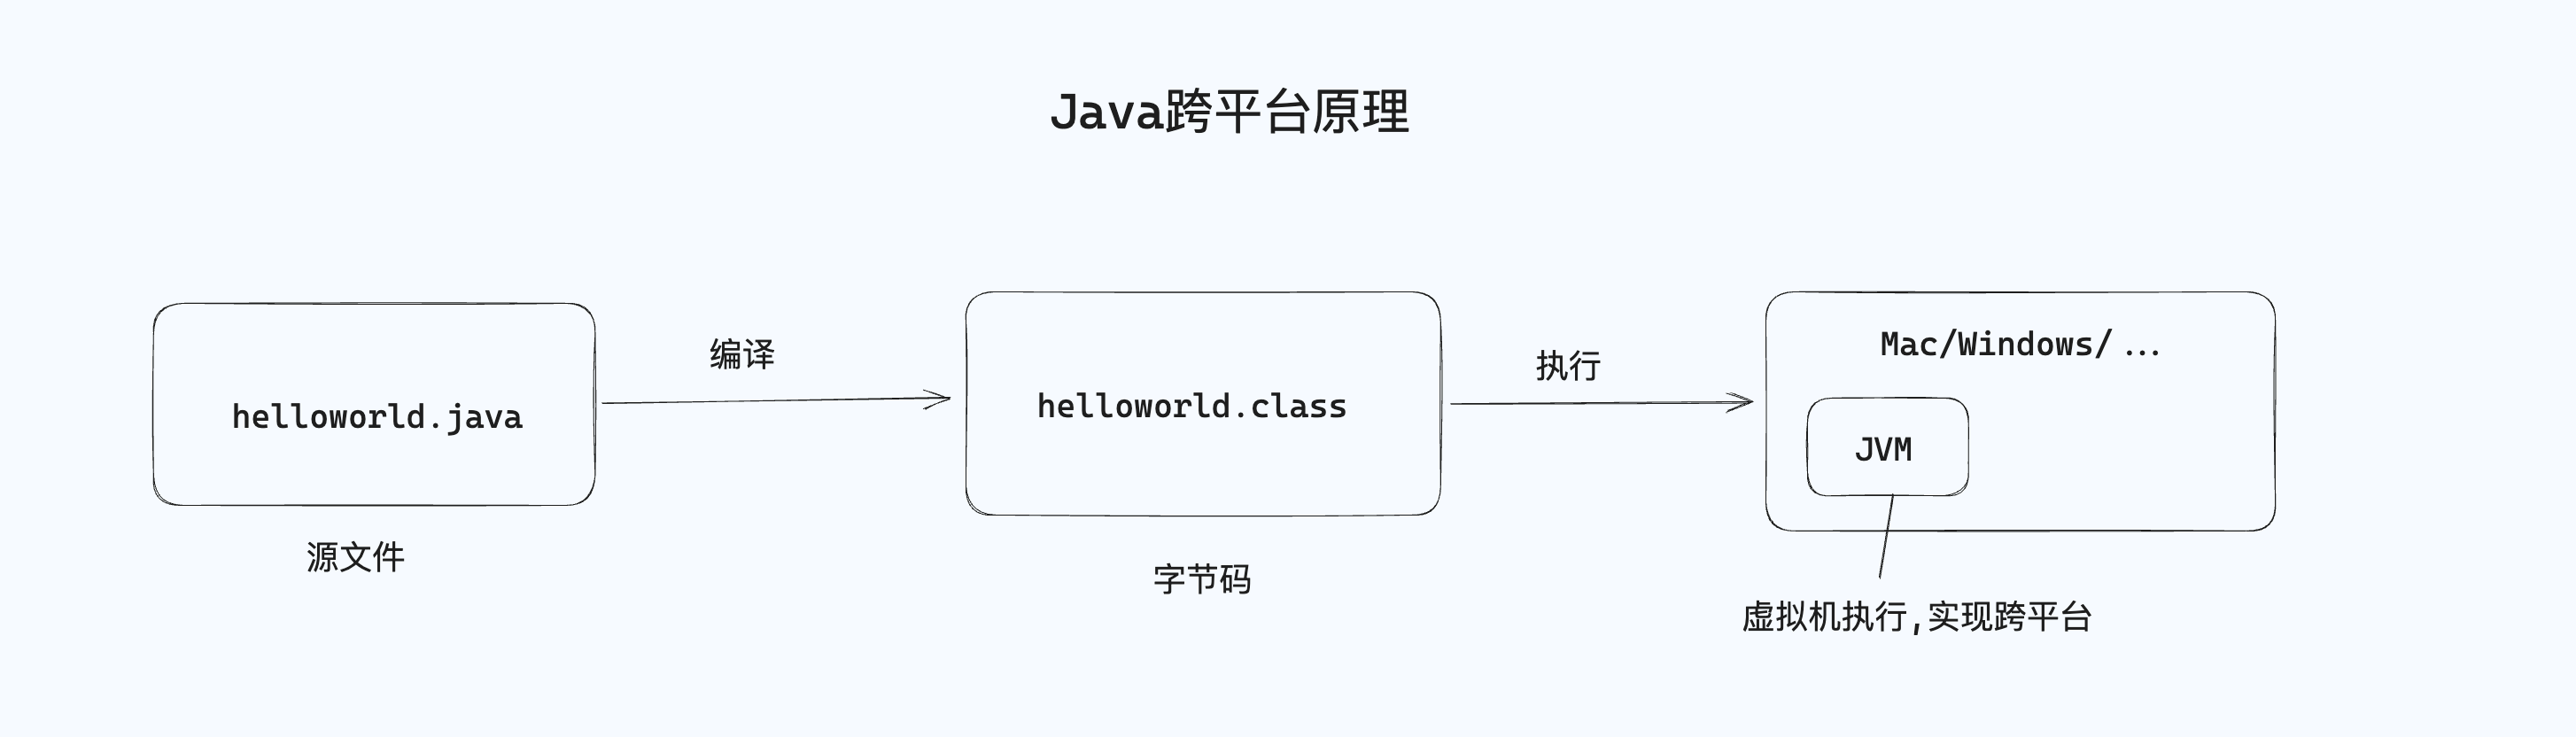 Java跨平台原理
编译
执行
Mac/Windows/ ...
helloworld.java
helloworld.class
JVM
源文件
字节码
虚拟机执行,实现跨平台